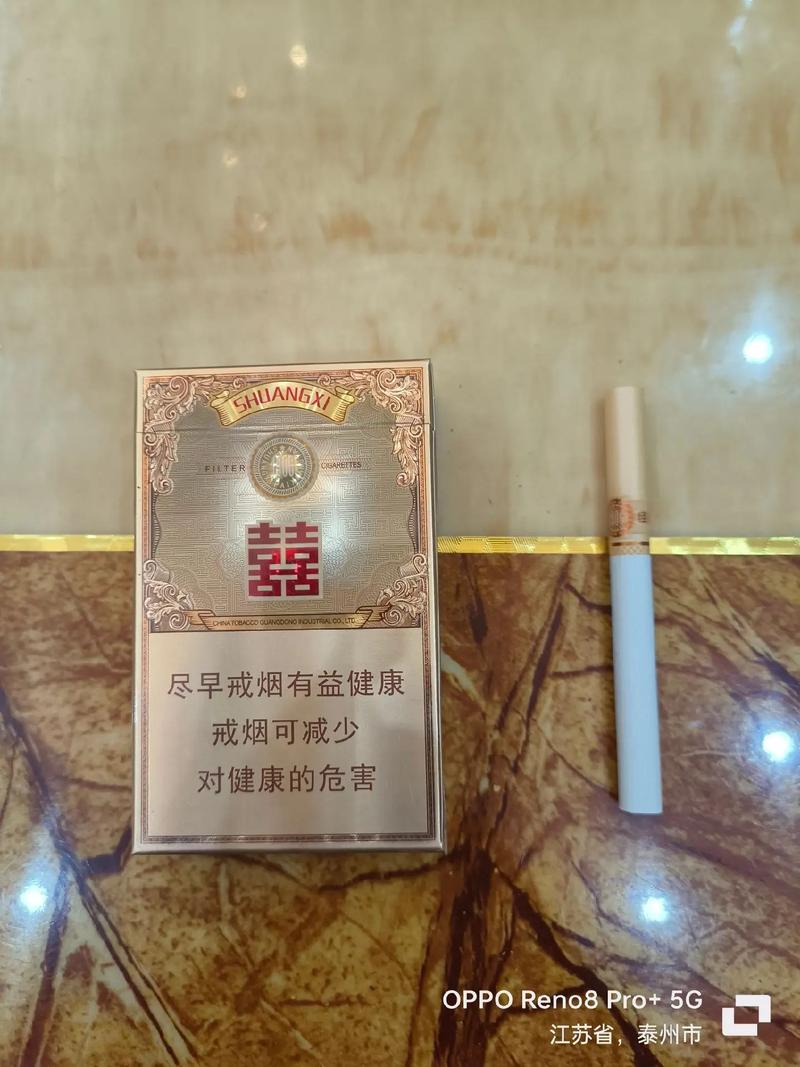 SHUANGXI
FILTER
CIGARETTES
囍
CHINA TOBACCO GUANGDONG INDUSTRIAL CO., LTD
尽早戒烟有益健康
戒烟可减少
对健康的危害
OPPO Reno8 Pro+ 5G
江苏省，泰州市